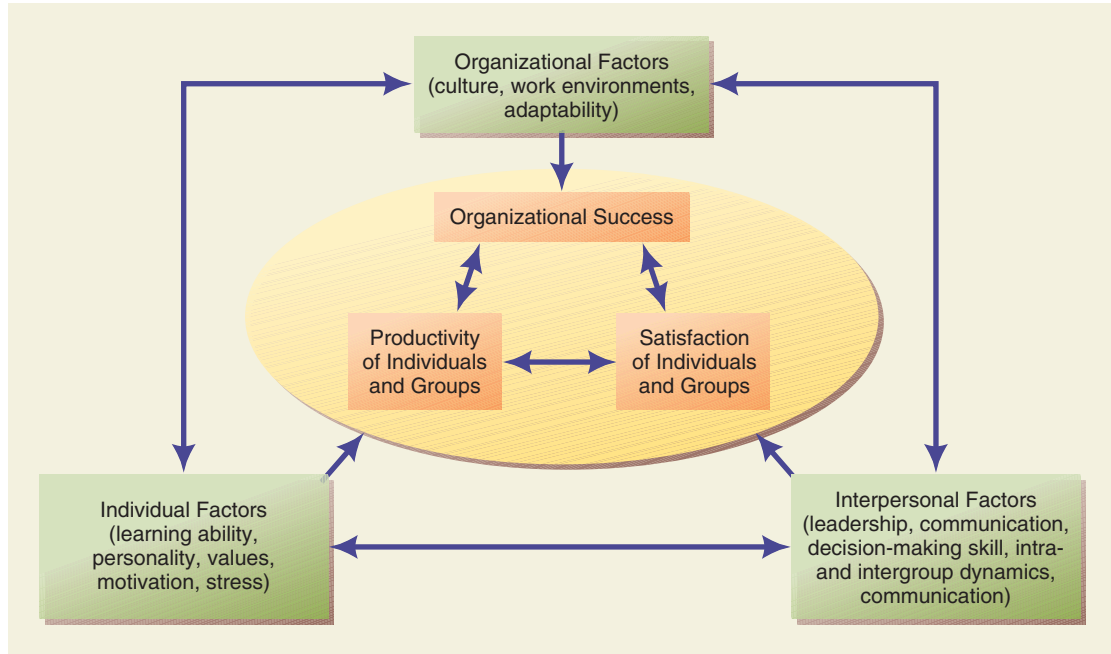 Organizational Factors
(culture, work environments,
adaptability)
Organizational Success
Productivity
of Individuals
and Groups
Satisfaction
of Individuals
and Groups
Individual Factors
(learning ability,
personality, values,
motivation, stress)
Interpersonal Factors
(leadership, communication,
decision-making skill, intra-
and intergroup dynamics,
communication)